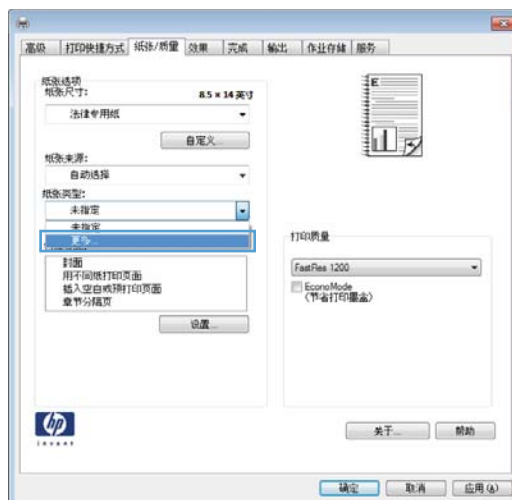 高级 打印快捷方式 纸张/质量 效果 完成 输出 作业存储 服务
纸张选项
纸张尺寸: 8.5 × 14 英寸
法律专用纸
自定义...
纸张来源:
自动选择
纸张类型:
未指定
未指定
更多...
封面
用不同纸打印页面
插入空白或预打印页面
章节分隔页
设置...
E
打印质量
FastRes 1200
EconoMode
(节省打印墨盒)
hp
invent
关于... 帮助
确定 取消 应用(A)